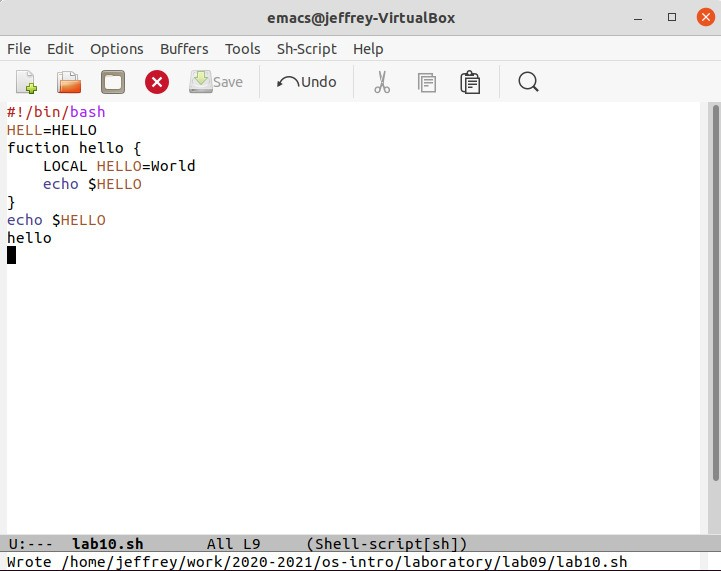 emacs@jeffrey-VirtualBox
File Edit Options Buffers Tools Sh-Script Help
Save Undo
#!/bin/bash
HELL=HELLO
fuction hello {
    LOCAL HELLO=World
    echo $HELLO
}
echo $HELLO
hello
U:--- lab10.sh All L9 (Shell-script[sh])
Wrote /home/jeffrey/work/2020-2021/os-intro/laboratory/lab09/lab10.sh